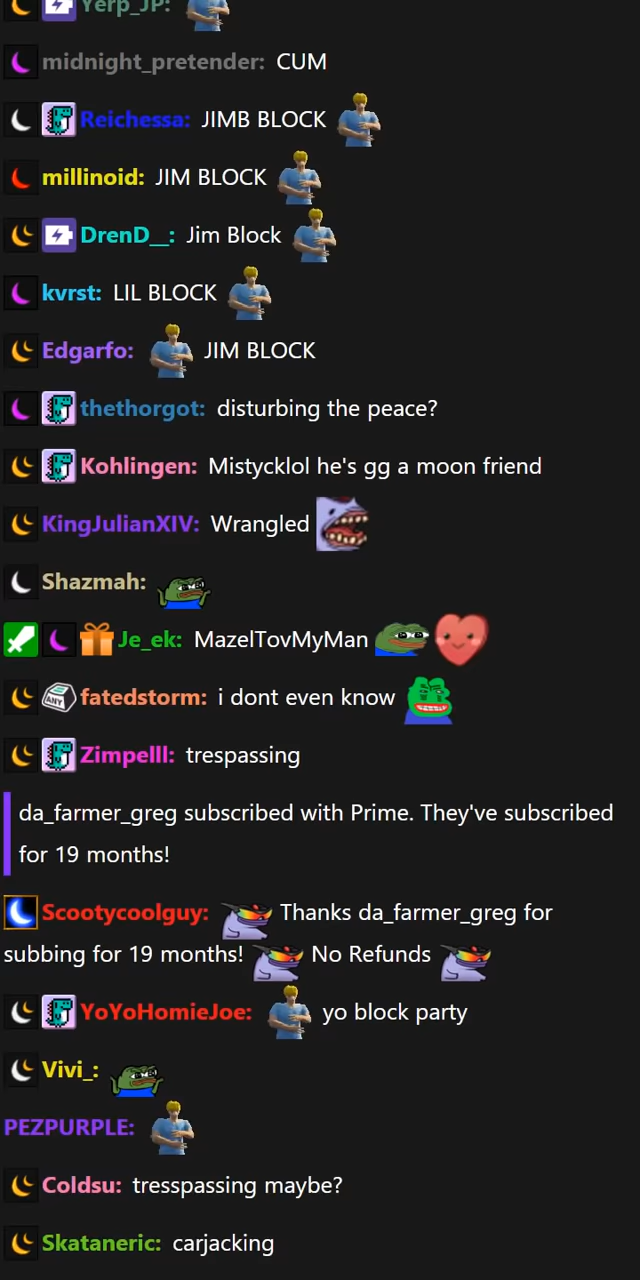 Yerp_JP:
midnight_pretender: CUM
Reichessa: JIMB BLOCK
millinoid: JIM BLOCK
DrenD__: Jim Block
kvrst: LIL BLOCK
Edgarfo: JIM BLOCK
thethorgot: disturbing the peace?
Kohlingen: Mistycklol he's gg a moon friend
KingJulianXIV: Wrangled
Shazmah:
Je_ek: MazelTovMyMan
ANY fatedstorm: i dont even know
Zimpelll: trespassing
da_farmer_greg subscribed with Prime. They've subscribed
for 19 months!
Scootycoolguy: Thanks da_farmer_greg for
subbing for 19 months! No Refunds
YoYoHomieJoe: yo block party
Vivi_:
PEZPURPLE:
Coldsu: tresspassing maybe?
Skataneric: carjacking